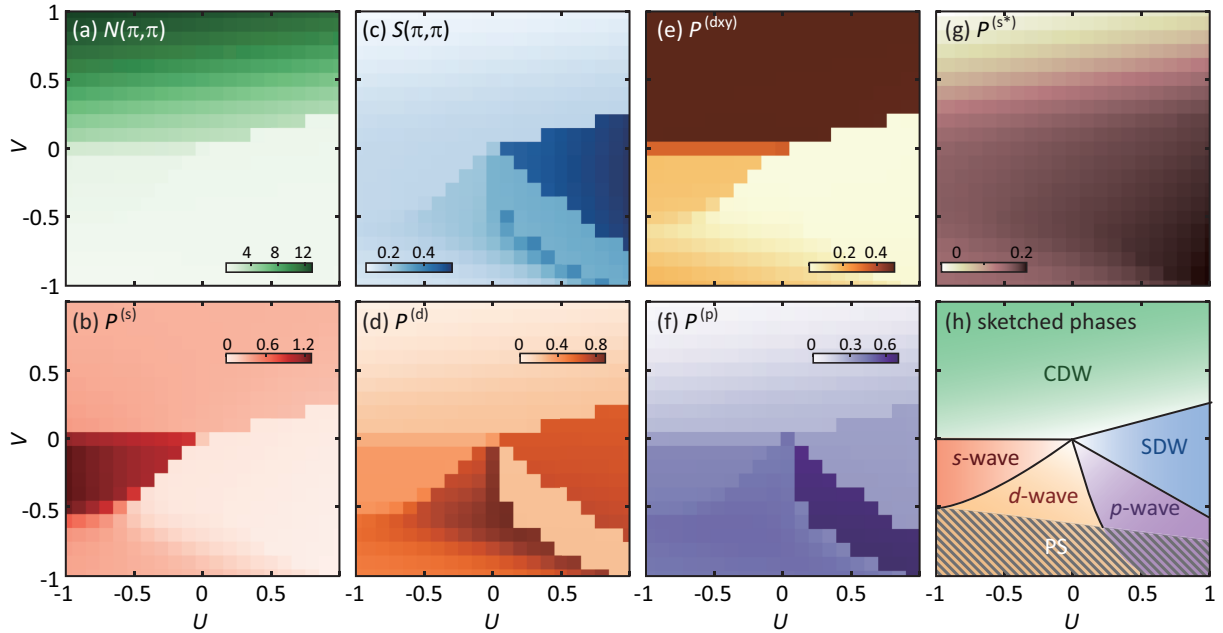 (a) N(π,π)
(c) S(π,π)
(e) P(dxy)
(g) P(s*)
1
0.5
0
-0.5
-1
V
4 8 12
0.2 0.4
0.2 0.4
0 0.2
(b) P(s)
(d) P(d)
(f) P(p)
(h) sketched phases
0 0.6 1.2
0 0.4 0.8
0 0.3 0.6
0.5
0
-0.5
-1
V
CDW
SDW
s-wave
d-wave
p-wave
PS
-1 -0.5 0 0.5
-1 -0.5 0 0.5
-1 -0.5 0 0.5
-1 -0.5 0 0.5 1
U
U
U
U